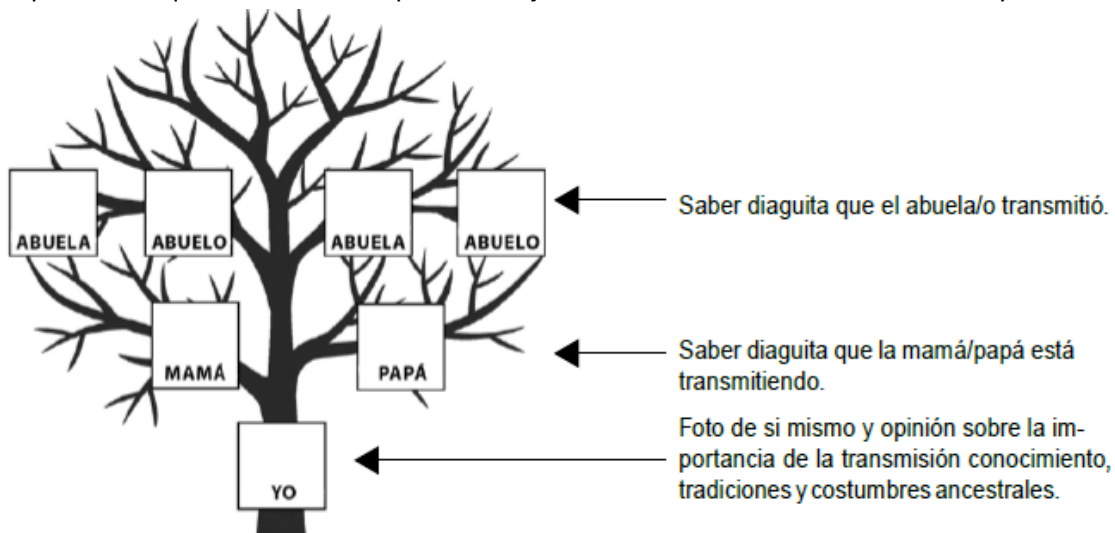 ABUELA ABUELO ABUELA ABUELO
Saber diaguita que el abuela/o transmitió.
MAMÁ PAPÁ
Saber diaguita que la mamá/papá está
transmitiendo.
YO
Foto de si mismo y opinión sobre la im-
portancia de la transmisión conocimiento,
tradiciones y costumbres ancestrales.